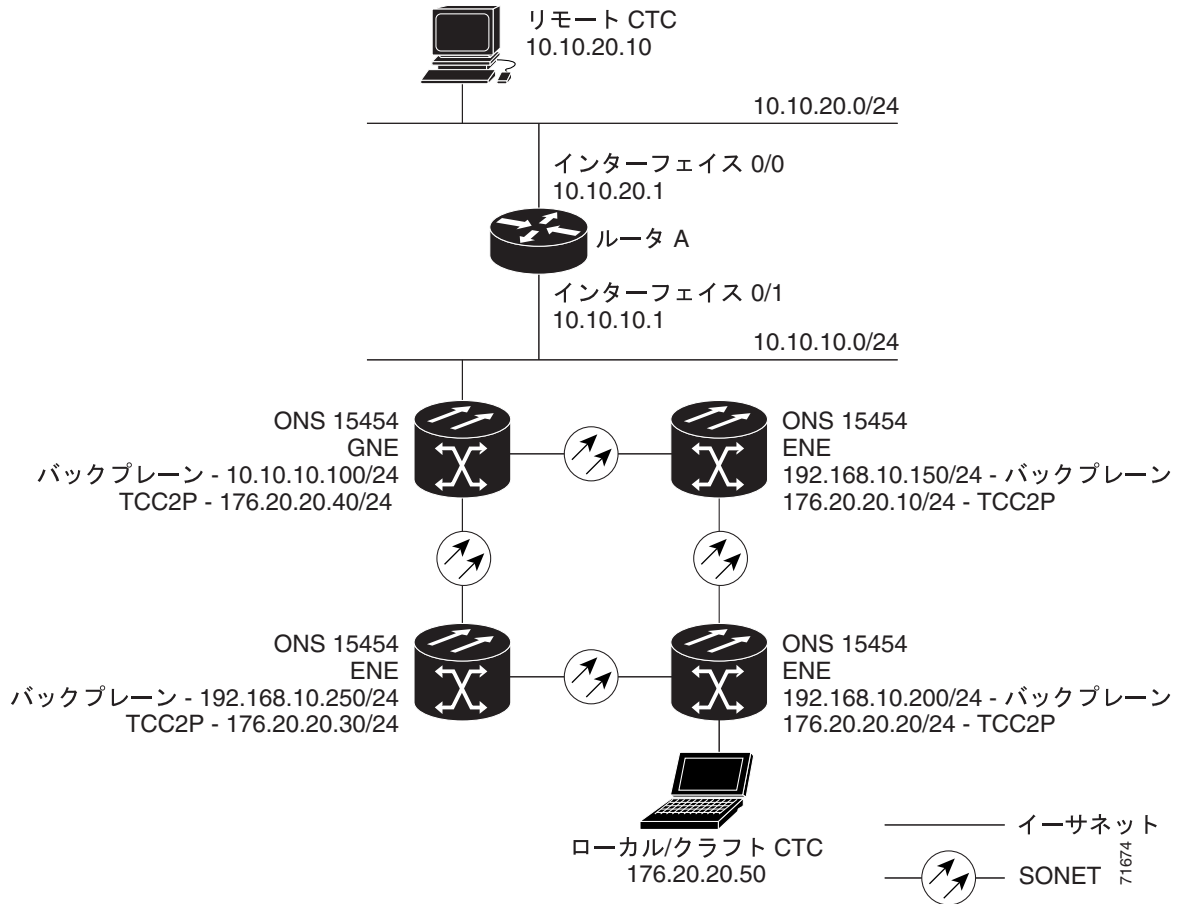 リモート CTC
10.10.20.10
10.10.20.0/24
インターフェイス 0/0
10.10.20.1
ルータ A
インターフェイス 0/1
10.10.10.1
10.10.10.0/24
ONS 15454
GNE
バックプレーン - 10.10.10.100/24
TCC2P - 176.20.20.40/24
ONS 15454
ENE
192.168.10.150/24 - バックプレーン
176.20.20.10/24 - TCC2P
ONS 15454
ENE
バックプレーン - 192.168.10.250/24
TCC2P - 176.20.20.30/24
ONS 15454
ENE
192.168.10.200/24 - バックプレーン
176.20.20.20/24 - TCC2P
ローカル/クラフト CTC
176.20.20.50
イーサネット
SONET
71674